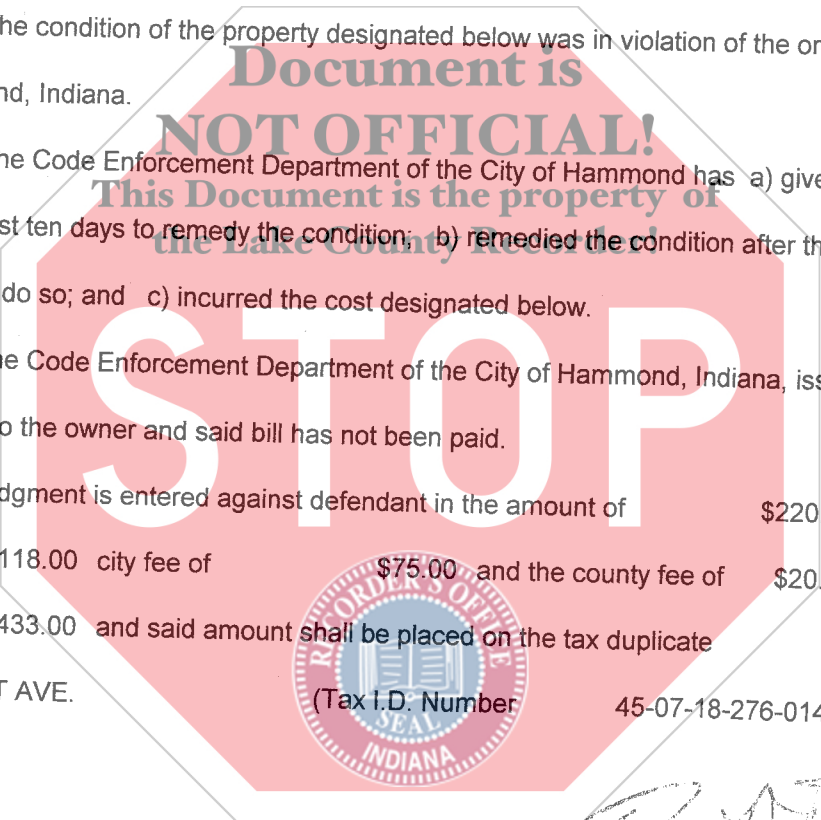 he condition of the property designated below was in violation of the or
Document is
nd, Indiana.
NOT OFFICIAL!
he Code Enforcement Department of the City of Hammond has a) give
This Document is the property of
st ten days to remedy the condition; b) remedied the condition after th
the Lake County Recorder!
do so; and c) incurred the cost designated below.
STOP
e Code Enforcement Department of the City of Hammond, Indiana, iss
o the owner and said bill has not been paid.
dgment is entered against defendant in the amount of $220
118.00 city fee of $75.00 and the county fee of $20.
433.00 and said amount shall be placed on the tax duplicate
T AVE. (Tax I.D. Number 45-07-18-276-014
RECORDER'S OFFICE
SEAL
INDIANA